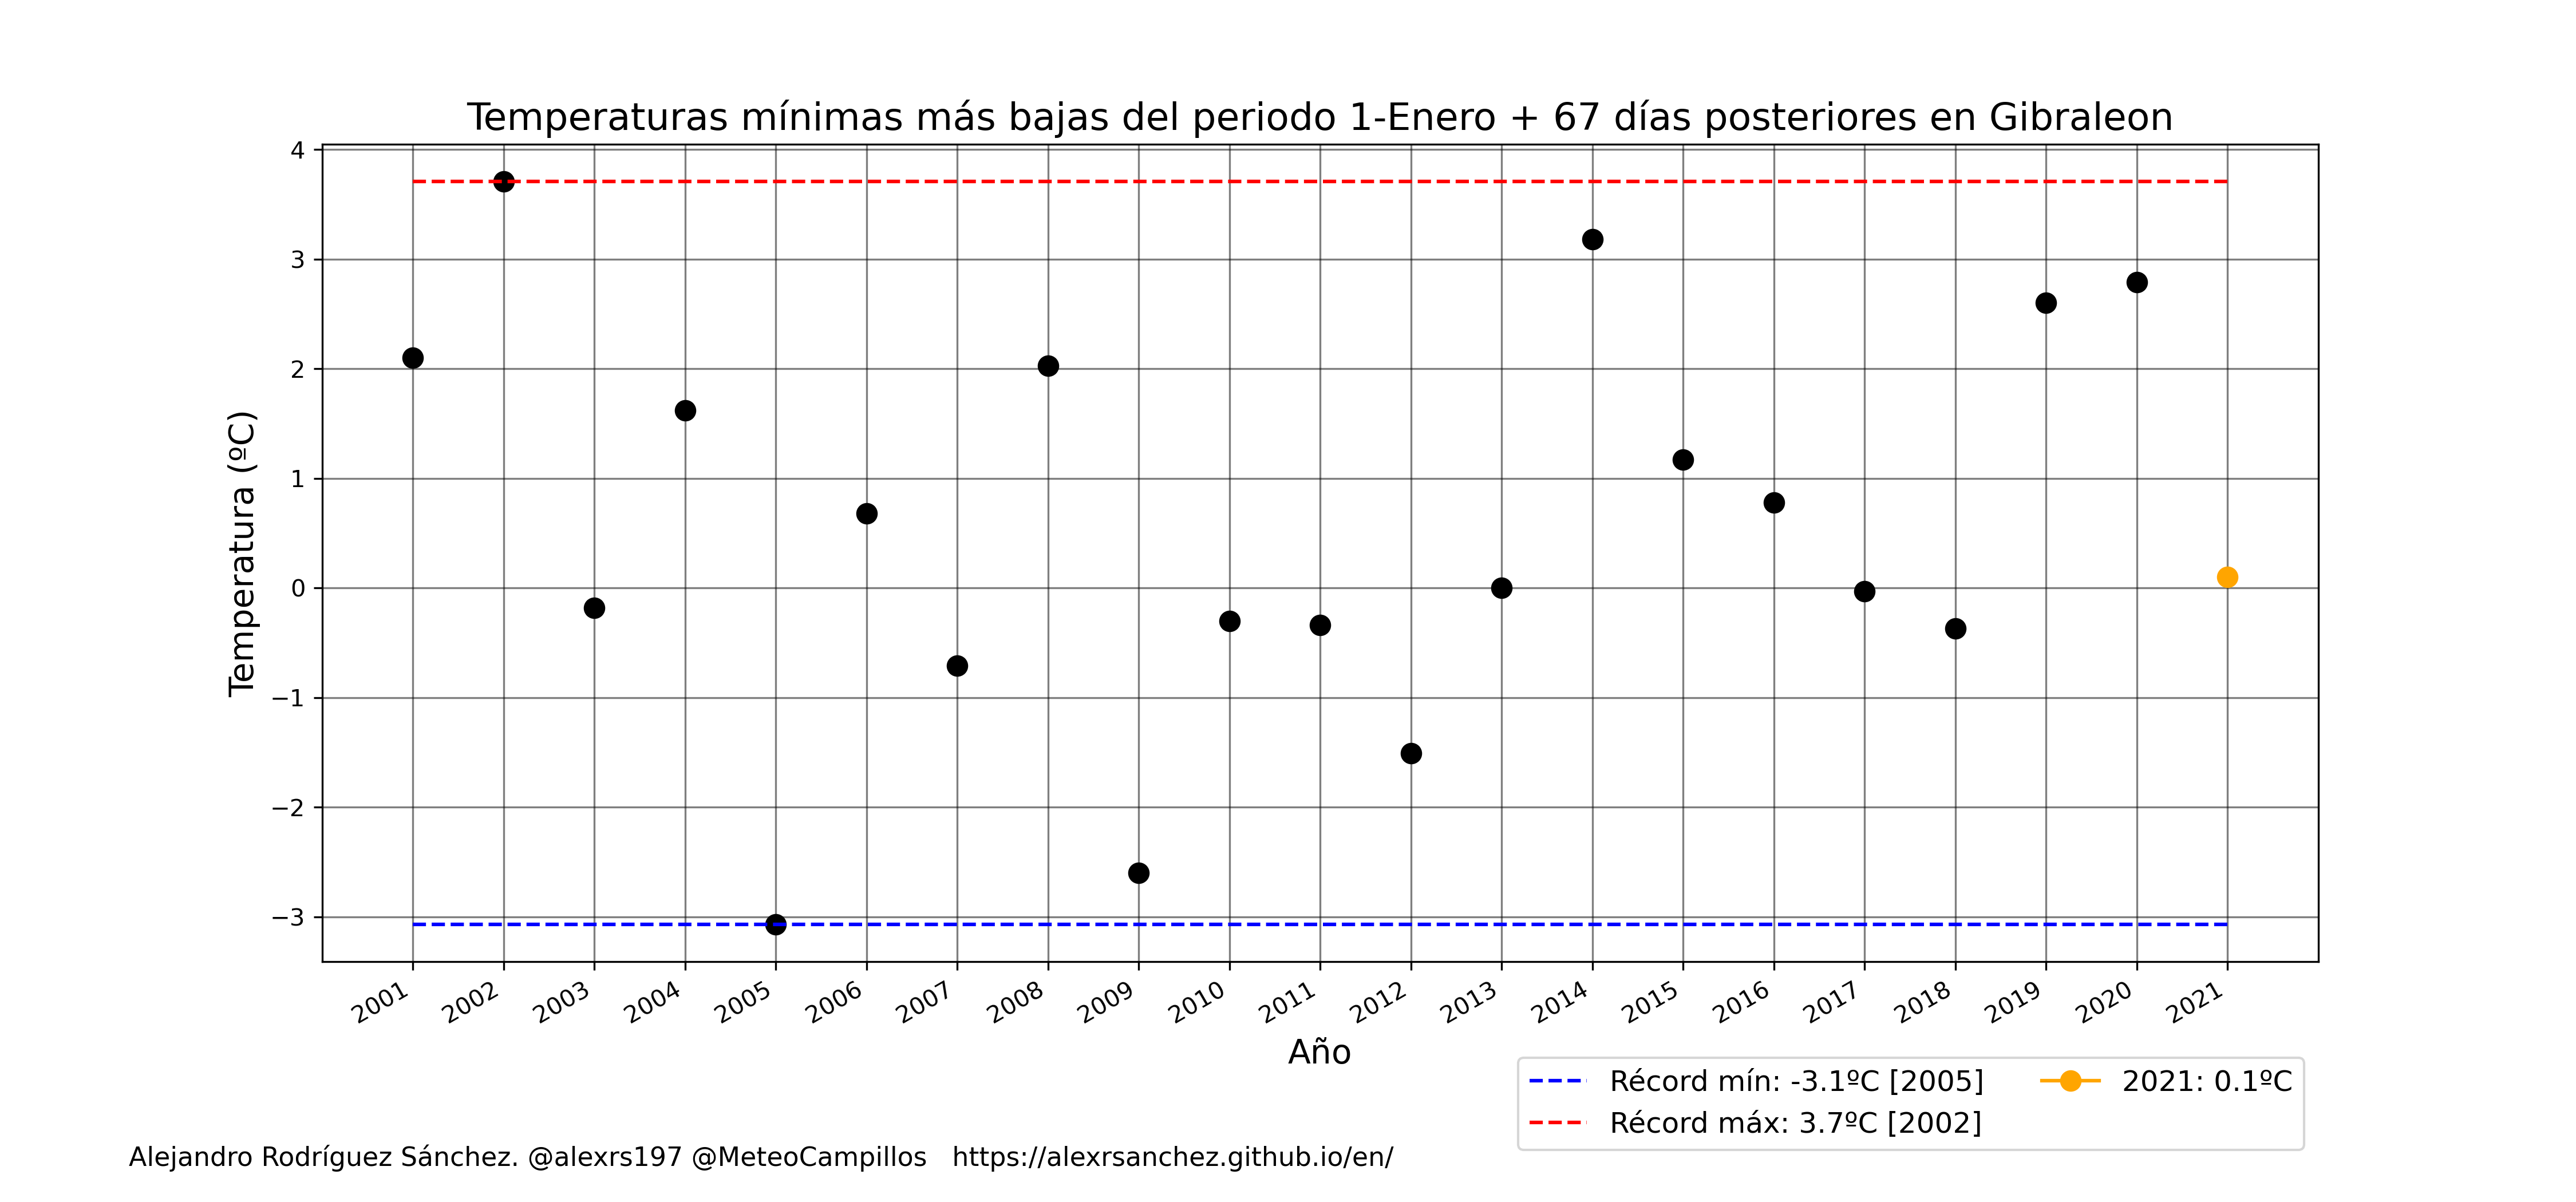 Temperaturas mínimas más bajas del periodo 1-Enero + 67 días posteriores en Gibraleon
4
3
2
1
0
−1
−2
−3
Temperatura (ºC)
2001 2002 2003 2004 2005 2006 2007 2008 2009 2010 2011 2012 2013 2014 2015 2016 2017 2018 2019 2020 2021
Año
Récord mín: -3.1ºC [2005]
Récord máx: 3.7ºC [2002]
2021: 0.1ºC
Alejandro Rodríguez Sánchez. @alexrs197 @MeteoCampillos https://alexrsanchez.github.io/en/